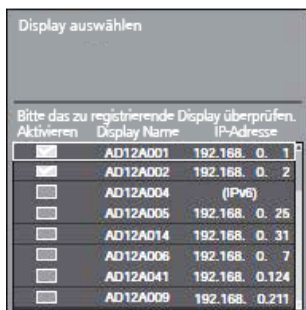 Display auswählen
Bitte das zu registrierende Display überprüfen.
Aktivieren Display Name IP-Adresse
AD12A001 192.168. 0. 1
AD12A002 192.168. 0. 2
AD12A004 (IPv6)
AD12A005 192.168. 0. 25
AD12A014 192.168. 0. 31
AD12A006 192.168. 0. 7
AD12A041 192.168. 0.124
AD12A009 192.168. 0.211